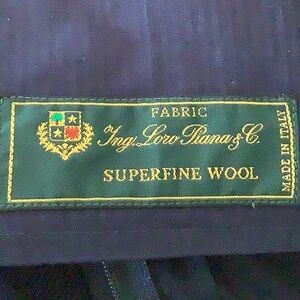 FABRIC
Ing. Loro Piana & C.
SUPERFINE WOOL
MADE IN ITALY